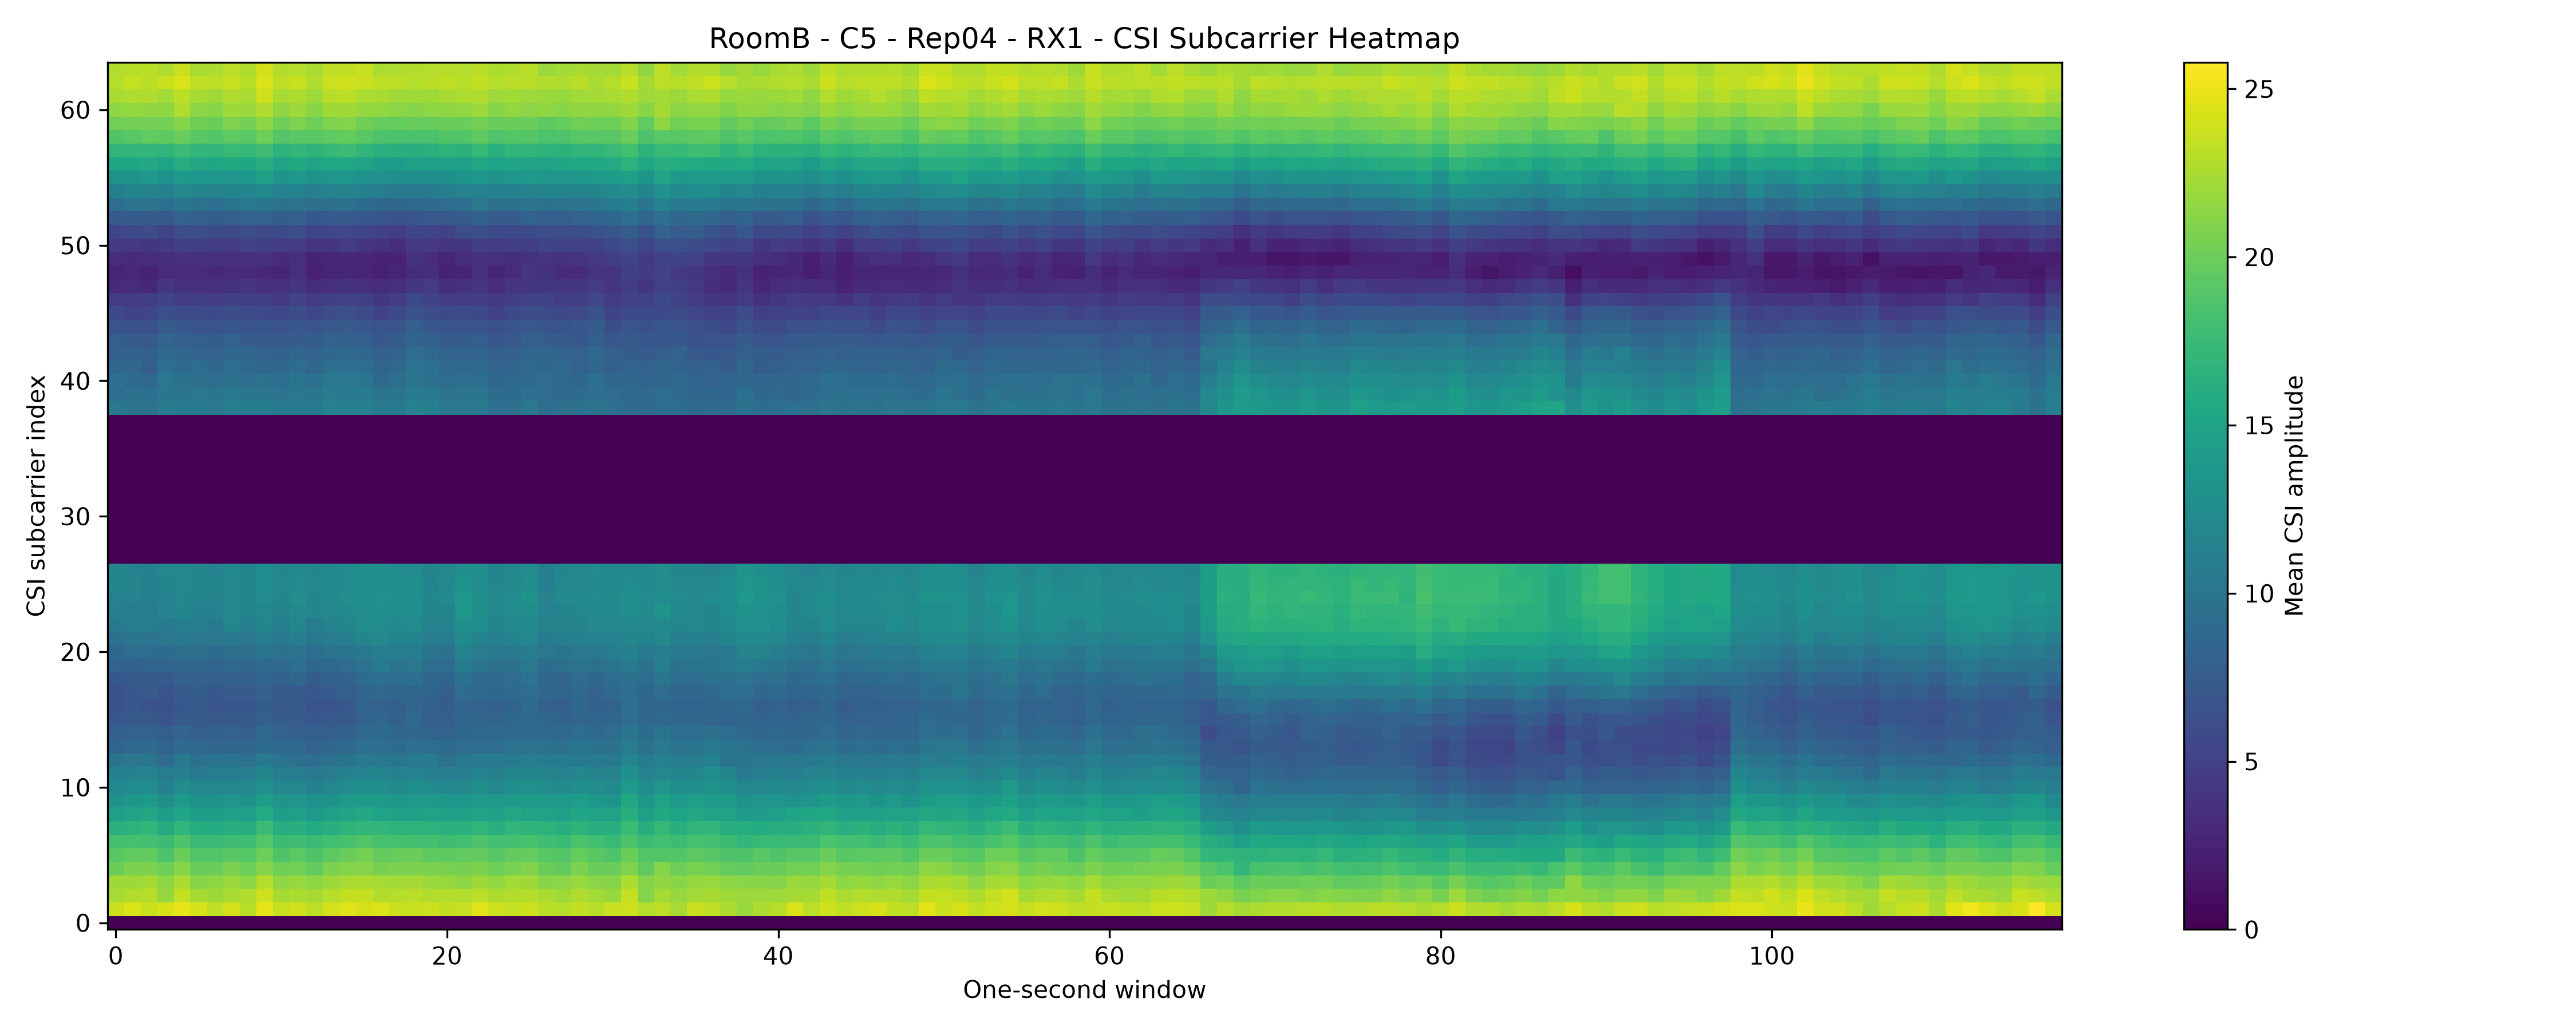 RoomB - C5 - Rep04 - RX1 - CSI Subcarrier Heatmap
CSI subcarrier index
60
50
40
30
20
10
0
0 20 40 60 80 100
One-second window
25
20
15
10
5
0
Mean CSI amplitude